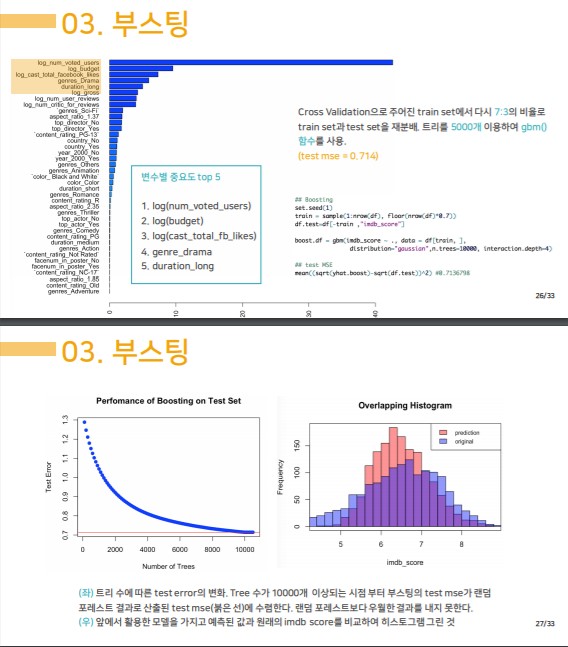 03. 부스팅
log_num_voted_users
log_budget
log_cast_total_facebook_likes
genres_Drama
duration_long
log_gross
log_num_user_reviews
log_num_critic_for_reviews
`genres_Sci-Fi`
aspect_ratio_1.37
top_director_No
top_director_Yes
`content_rating_PG-13`
country_No
country_Yes
year_2000_No
year_2000_Yes
genres_Others
genres_Animation
`color_ Black and White`
color_Color
duration_short
genres_Romance
content_rating_R
aspect_ratio_2.35
genres_Thriller
top_actor_No
top_actor_Yes
genres_Comedy
content_rating_PG
duration_medium
genres_Action
`content_rating_Not Rated`
facenum_in_poster_No
facenum_in_poster_Yes
`content_rating_NC-17`
aspect_ratio_1.85
content_rating_Old
genres_Adventure
0 10 20 30 40
변수별 중요도 top 5
1. log(num_voted_users)
2. log(budget)
3. log(cast_total_fb_likes)
4. genre_drama
5. duration_long
Cross Validation으로 주어진 train set에서 다시 7:3의 비율로
train set과 test set을 재분배. 트리를 5000개 이용하여 gbm()
함수를 사용.
(test mse = 0.714)
## Boosting
set.seed(1)
train = sample(1:nrow(df), floor(nrow(df)*0.7))
df.test=df[-train ,"imdb_score"]
boost.df = gbm(imdb_score ~ ., data = df[train, ],
distribution="gaussian",n.trees=10000, interaction.depth=4)
## test MSE
mean((sqrt(yhat.boost)-sqrt(df.test))^2) #0.7136798
26/33
03. 부스팅
Perfomance of Boosting on Test Set
Test Error
1.3
1.2
1.1
1.0
0.9
0.8
0.7
0 2000 4000 6000 8000 10000
Number of Trees
Overlapping Histogram
prediction
original
Frequency
150
100
50
0
5 6 7 8
imdb_score
(좌) 트리 수에 따른 test error의 변화. Tree 수가 10000개 이상되는 시점 부터 부스팅의 test mse가 랜덤
포레스트 결과로 산출된 test mse(붉은 선)에 수렴한다. 랜덤 포레스트보다 우월한 결과를 내지 못한다.
(우) 앞에서 활용한 모델을 가지고 예측된 값과 원래의 imdb score를 비교하여 히스토그램 그린 것
27/33